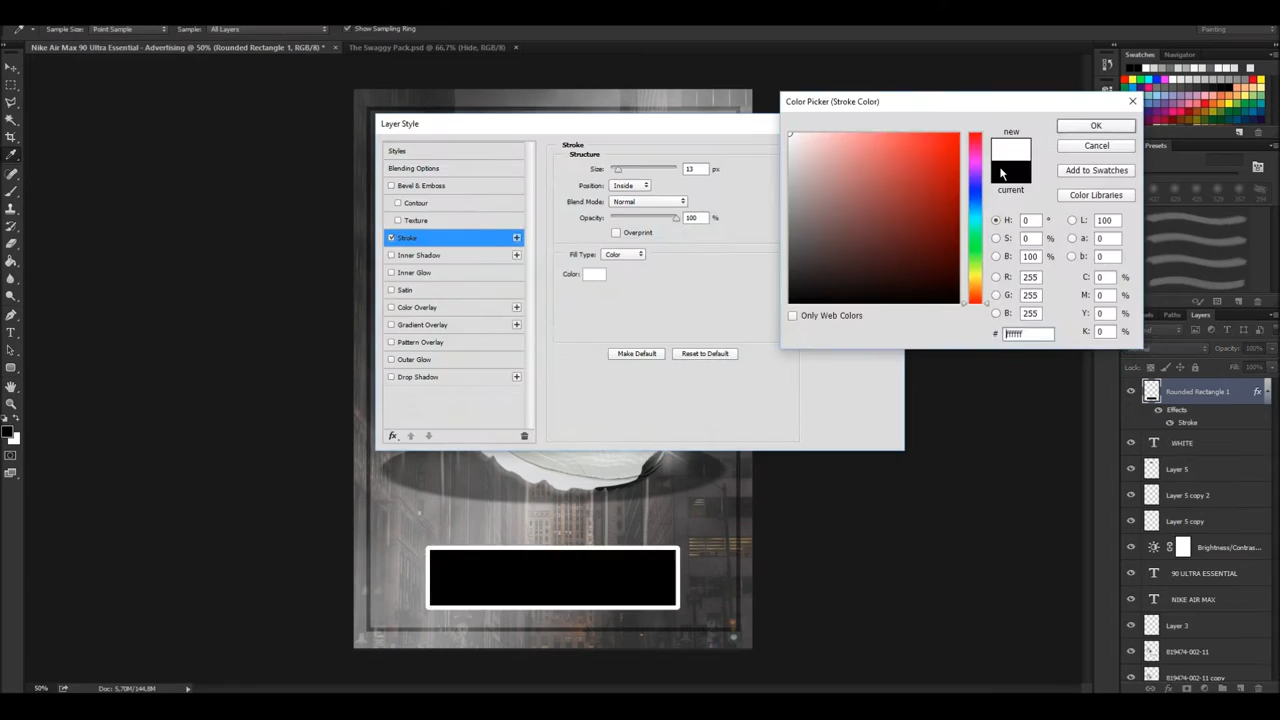 Sample Size: Point Sample Sample: All Layers Show Sampling Ring Painting
Nike Air Max 90 Ultra Essential - Advertising @ 50% (Rounded Rectangle 1, RGB/8) * × The Swaggy Pack.psd @ 66,7% (Hide, RGB/8) ×
Swatches Navigator
Layer Style
Styles
Blending Options
Bevel & Emboss
Contour
Texture
Stroke
Inner Shadow
Inner Glow
Satin
Color Overlay
Gradient Overlay
Pattern Overlay
Outer Glow
Drop Shadow
fx
Stroke
Structure
Size: 13 px
Position: Inside
Blend Mode: Normal
Opacity: 100 %
Overprint
Fill Type: Color
Color:
Make Default Reset to Default
Color Picker (Stroke Color)
new
current
OK
Cancel
Add to Swatches
Color Libraries
H: 0 ° L: 100
S: 0 % a: 0
B: 100 % b: 0
R: 255 C: 0 %
G: 255 M: 0 %
B: 255 Y: 0 %
# ffffff K: 0 %
Only Web Colors
Presets
Paths Layers
Opacity: 100%
Lock: Fill: 100%
Rounded Rectangle 1 fx
Effects
Stroke
T WHITE
Layer 5
Layer 5 copy 2
Layer 5 copy
Brightness/Contras...
T 90 ULTRA ESSENTIAL
T NIKE AIR MAX
Layer 3
819474-002-11
819474-002-11 copy
50% Doc: 5,70M/144,8M